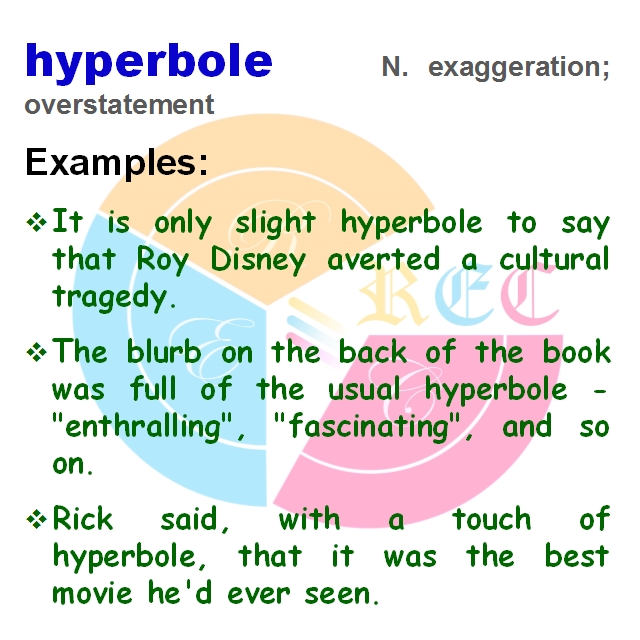 hyperbole N. exaggeration;
overstatement
Examples:
❖It is only slight hyperbole to say
that Roy Disney averted a cultural
tragedy.
REC
❖The blurb on the back of the book
was full of the usual hyperbole -
"enthralling", "fascinating", and so
on.
❖Rick said, with a touch of
hyperbole, that it was the best
movie he'd ever seen.